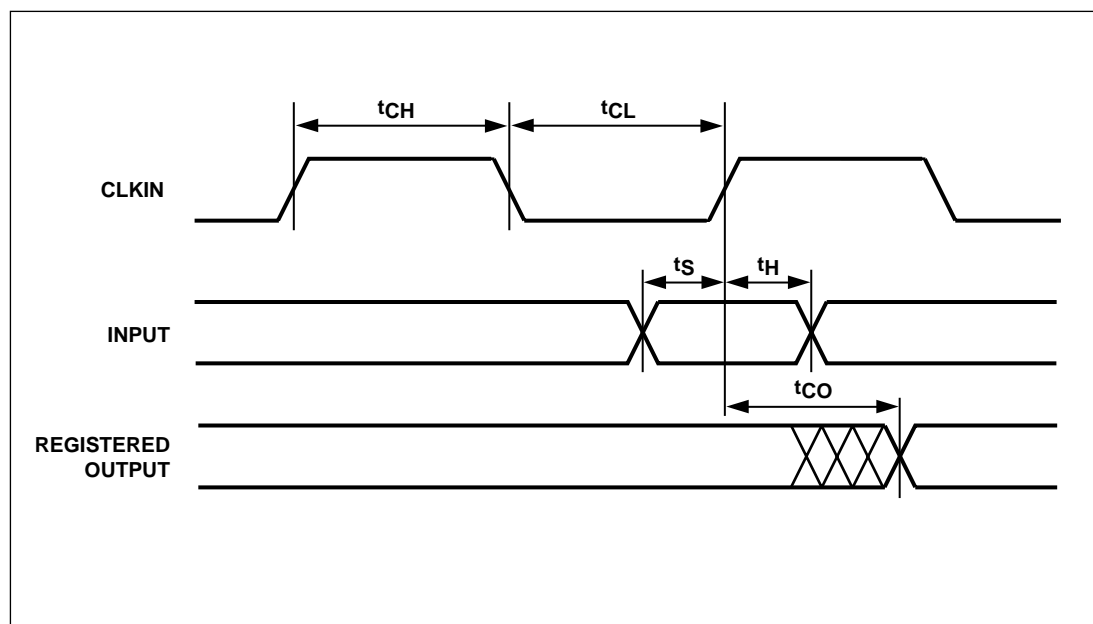 tCH
tCL
CLKIN
tS
tH
INPUT
tCO
REGISTERED
OUTPUT